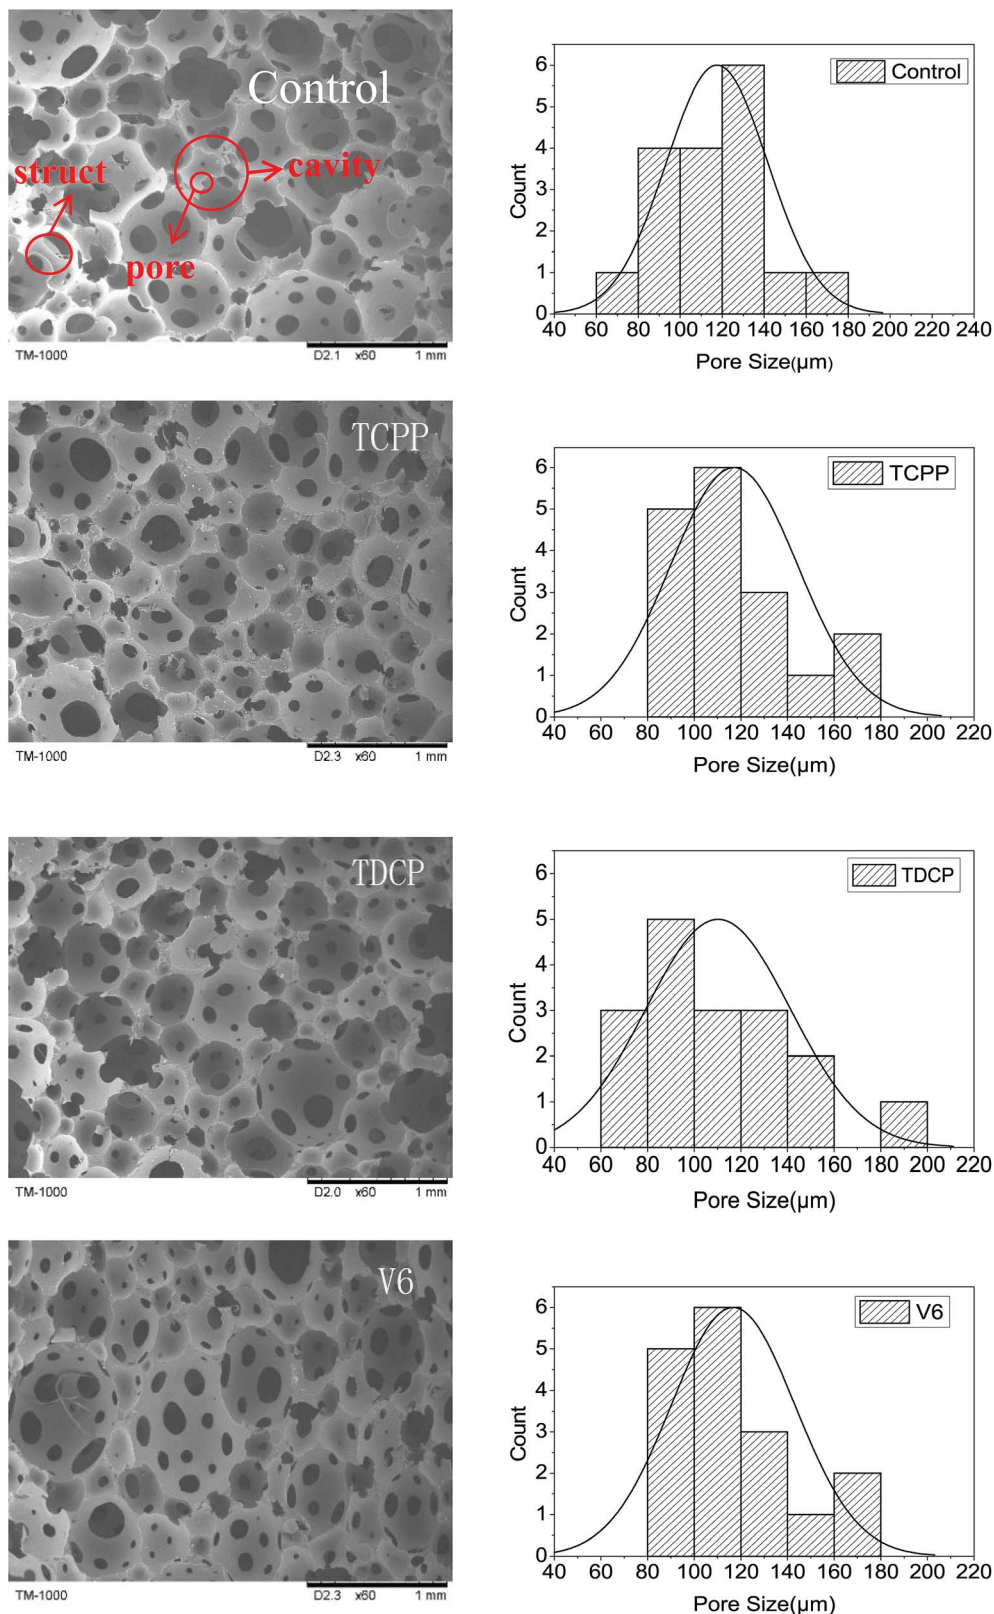 Control
struct
cavity
pore
TM-1000
D2.1 x60 1 mm
Control
Count
6
5
4
3
2
1
0
40 60 80 100 120 140 160 180 200 220 240
Pore Size(μm)
TCPP
TM-1000
D2.3 x60 1 mm
TCPP
Count
6
5
4
3
2
1
0
40 60 80 100 120 140 160 180 200 220
Pore Size(μm)
TDCP
TM-1000
D2.0 x60 1 mm
TDCP
Count
6
5
4
3
2
1
0
40 60 80 100 120 140 160 180 200 220
Pore Size(μm)
V6
TM-1000
D2.3 x60 1 mm
V6
Count
6
5
4
3
2
1
0
40 60 80 100 120 140 160 180 200 220
Pore Size(μm)